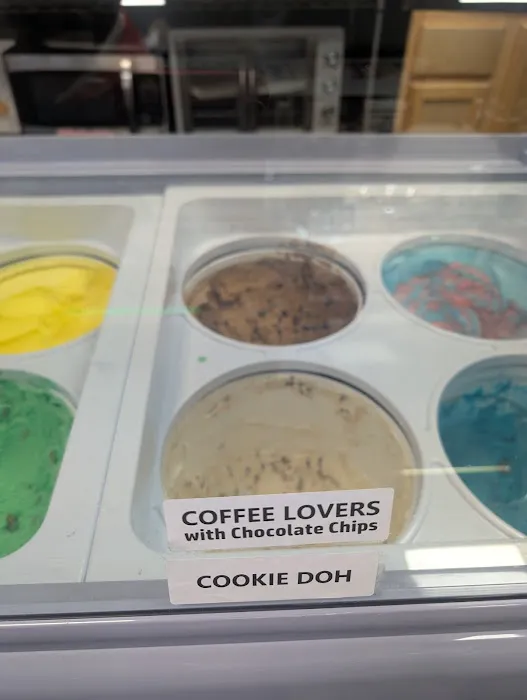 COFFEE LOVERS
with Chocolate Chips
COOKIE DOH